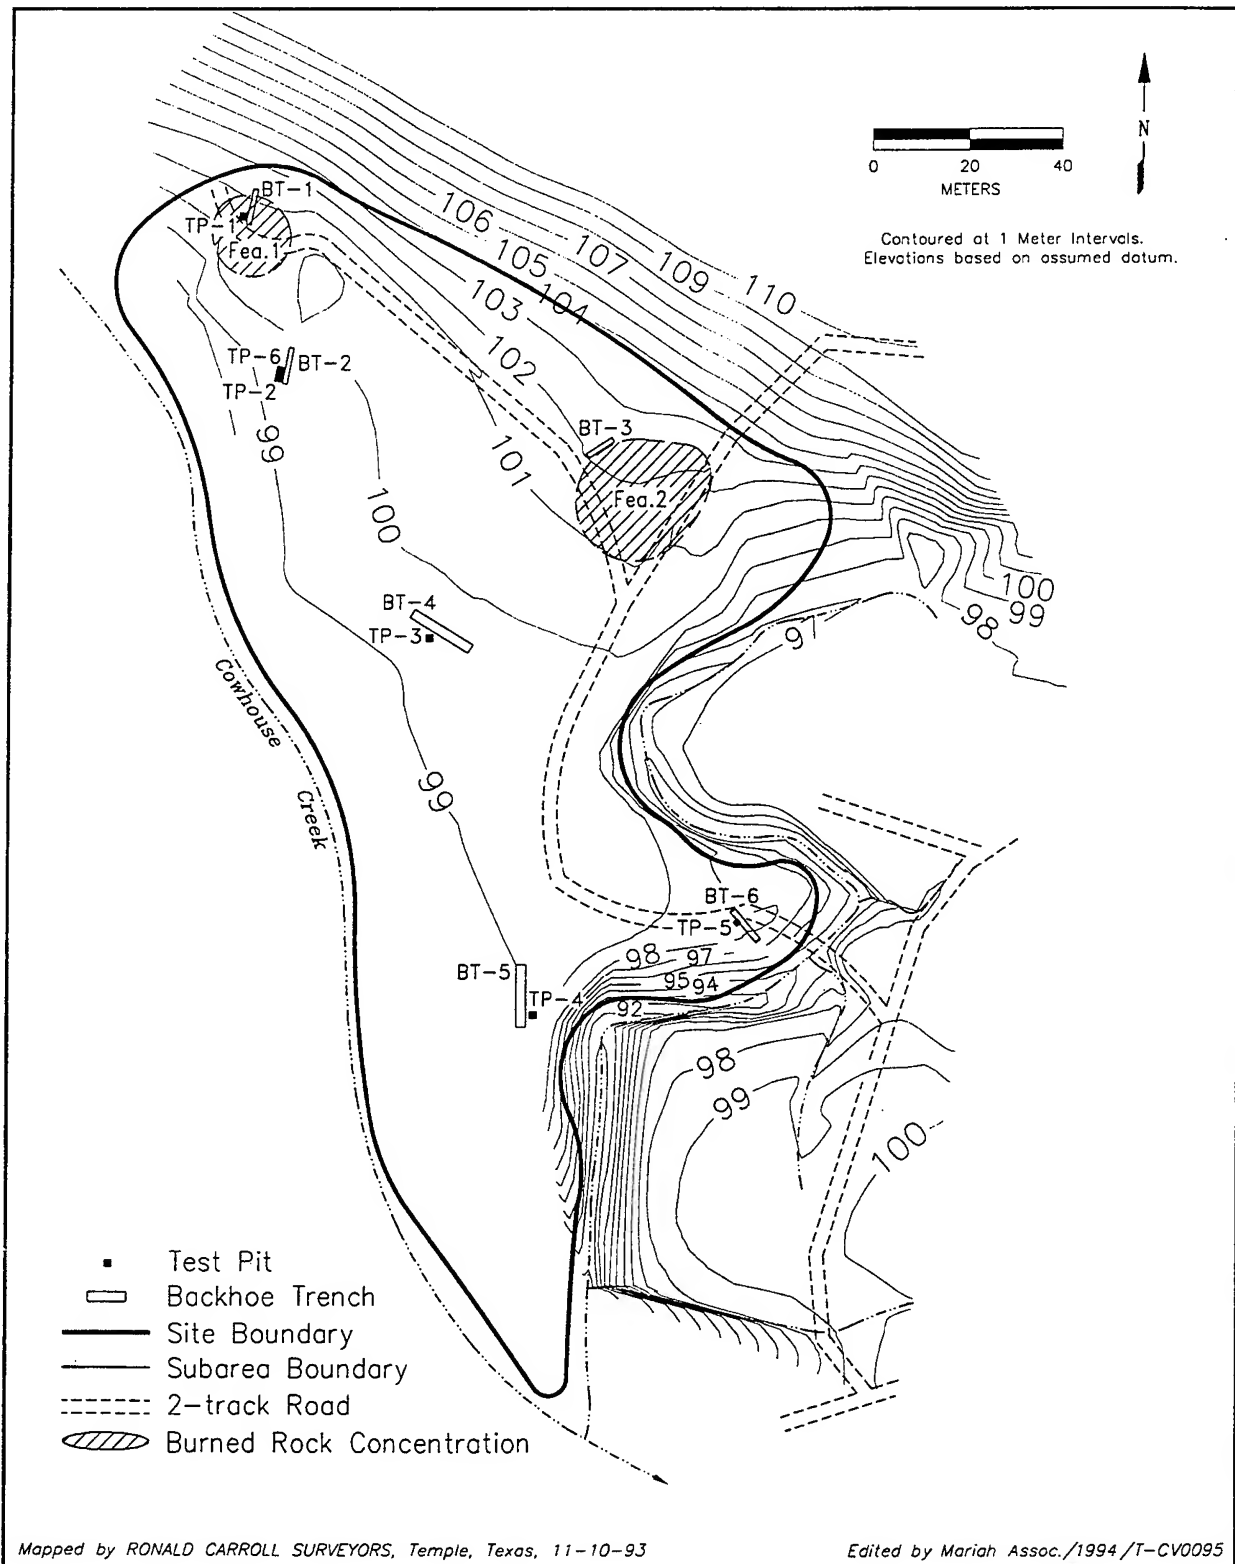 N
0 20 40
METERS
Contoured at 1 Meter Intervals.
Elevations based on assumed datum.
BT-1
TP-1
Fea.1
106
105
104
103
102
101
107
109
110
TP-6
BT-2
TP-2
99
100
BT-3
Fea.2
100
99
98
97
BT-4
TP-3
Cowhouse
Creek
99
BT-6
TP-5
98
97
95
94
92
BT-5
TP-4
98
99
100
Test Pit
Backhoe Trench
Site Boundary
Subarea Boundary
2-track Road
Burned Rock Concentration
Mapped by RONALD CARROLL SURVEYORS, Temple, Texas, 11-10-93
Edited by Mariah Assoc./1994/T-CV0095